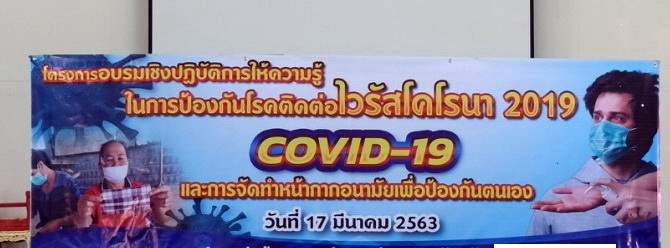 โครงการอบรมเชิงปฏิบัติการให้ความรู้
ในการป้องกันโรคติดต่อไวรัสโคโรนา 2019
COVID-19
และการจัดทำหน้ากากอนามัยเพื่อป้องกันตนเอง
วันที่ 17 มีนาคม 2563